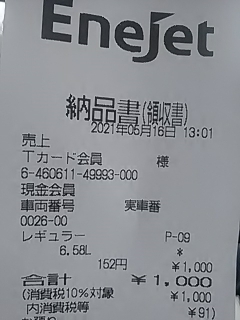 EneJet
納品書(領収書)
2021年05月16日 13:01
売上
Tカード会員 様
6-460611-49993-000
現金会員
車両番号 実車番
0026-00
レギュラー P-09
6.58L *
152円 ¥1,000
合計 ¥1,000
(消費税10%対象 ¥1,000
内消費税等 ¥91)